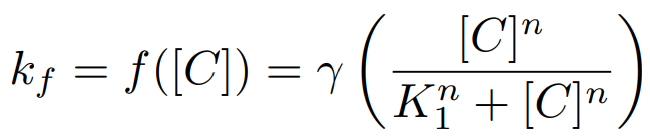 k_f = f([C]) = γ ( [C]^n / (K_1^n + [C]^n) )